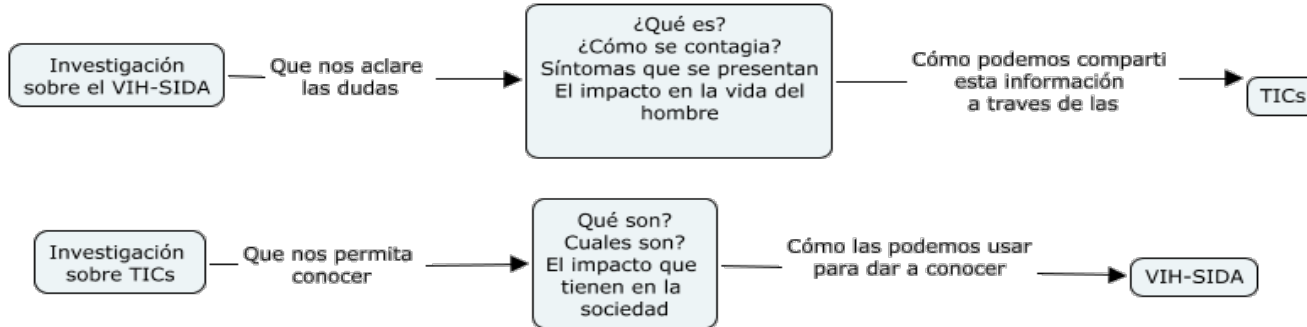 Investigación
sobre el VIH-SIDA
Que nos aclare
las dudas
¿Qué es?
¿Cómo se contagia?
Síntomas que se presentan
El impacto en la vida del
hombre
Cómo podemos comparti
esta información
a traves de las
TICs
Investigación
sobre TICs
Que nos permita
conocer
Qué son?
Cuales son?
El impacto que
tienen en la
sociedad
Cómo las podemos usar
para dar a conocer
VIH-SIDA